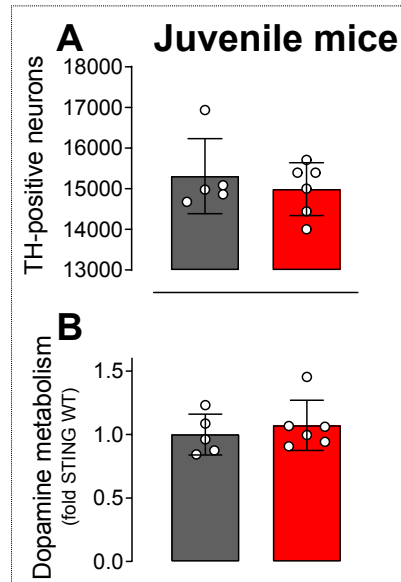 A Juvenile mice
TH-positive neurons
18000
17000
16000
15000
14000
13000
B
Dopamine metabolism
(fold STING WT)
1.5
1.0
0.5
0.0